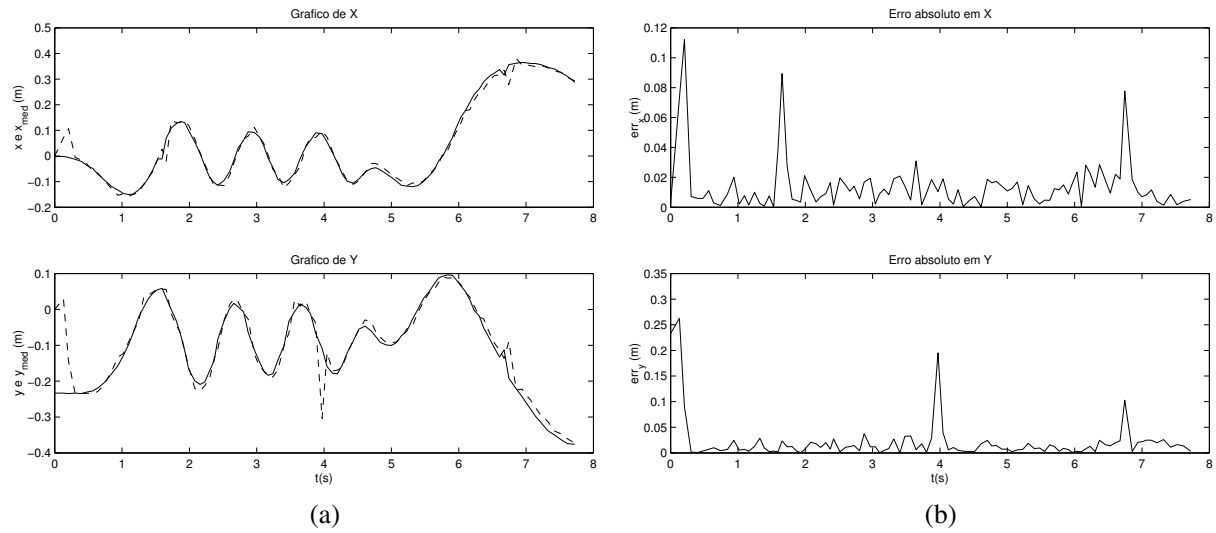 Grafico de X
x e x_med (m)
0.5
0.4
0.3
0.2
0.1
0
−0.1
−0.2
0 1 2 3 4 5 6 7 8
Grafico de Y
y e y_med (m)
0.1
0
−0.1
−0.2
−0.3
−0.4
0 1 2 3 4 5 6 7 8
t(s)
(a)
Erro absoluto em X
err_x (m)
0.12
0.1
0.08
0.06
0.04
0.02
0
0 1 2 3 4 5 6 7 8
Erro absoluto em Y
err_y (m)
0.35
0.3
0.25
0.2
0.15
0.1
0.05
0
0 1 2 3 4 5 6 7 8
t(s)
(b)